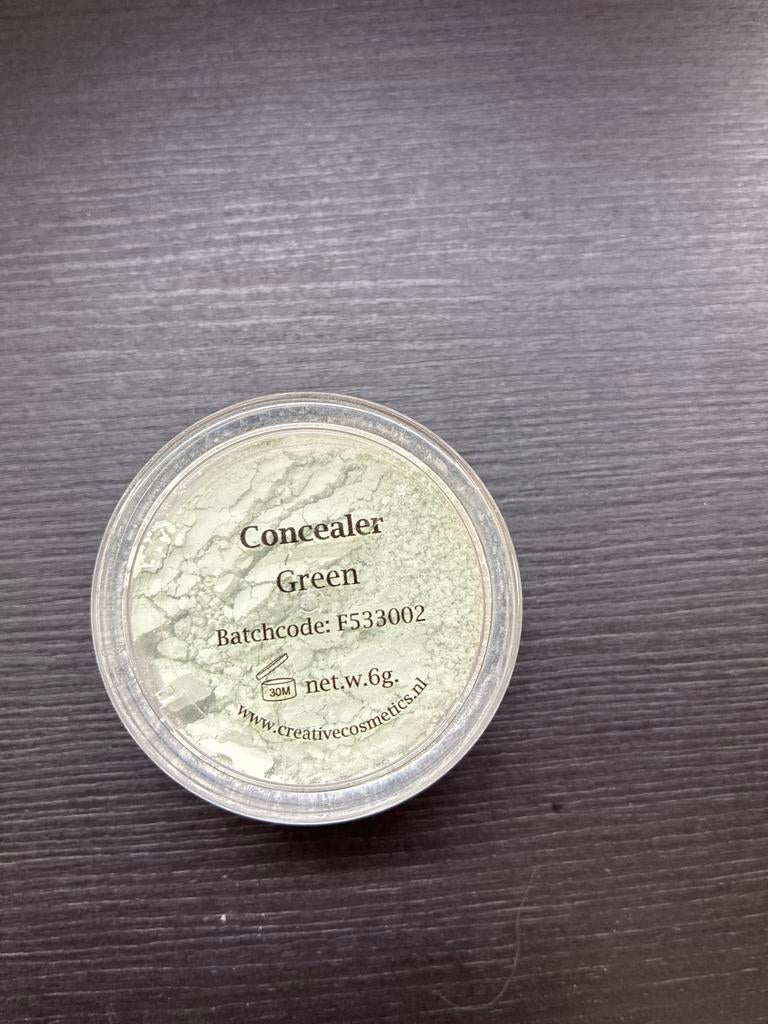 Concealer
Green
Batchcode: F533002
30M net.w.6g.
www.creativecosmetics.nl